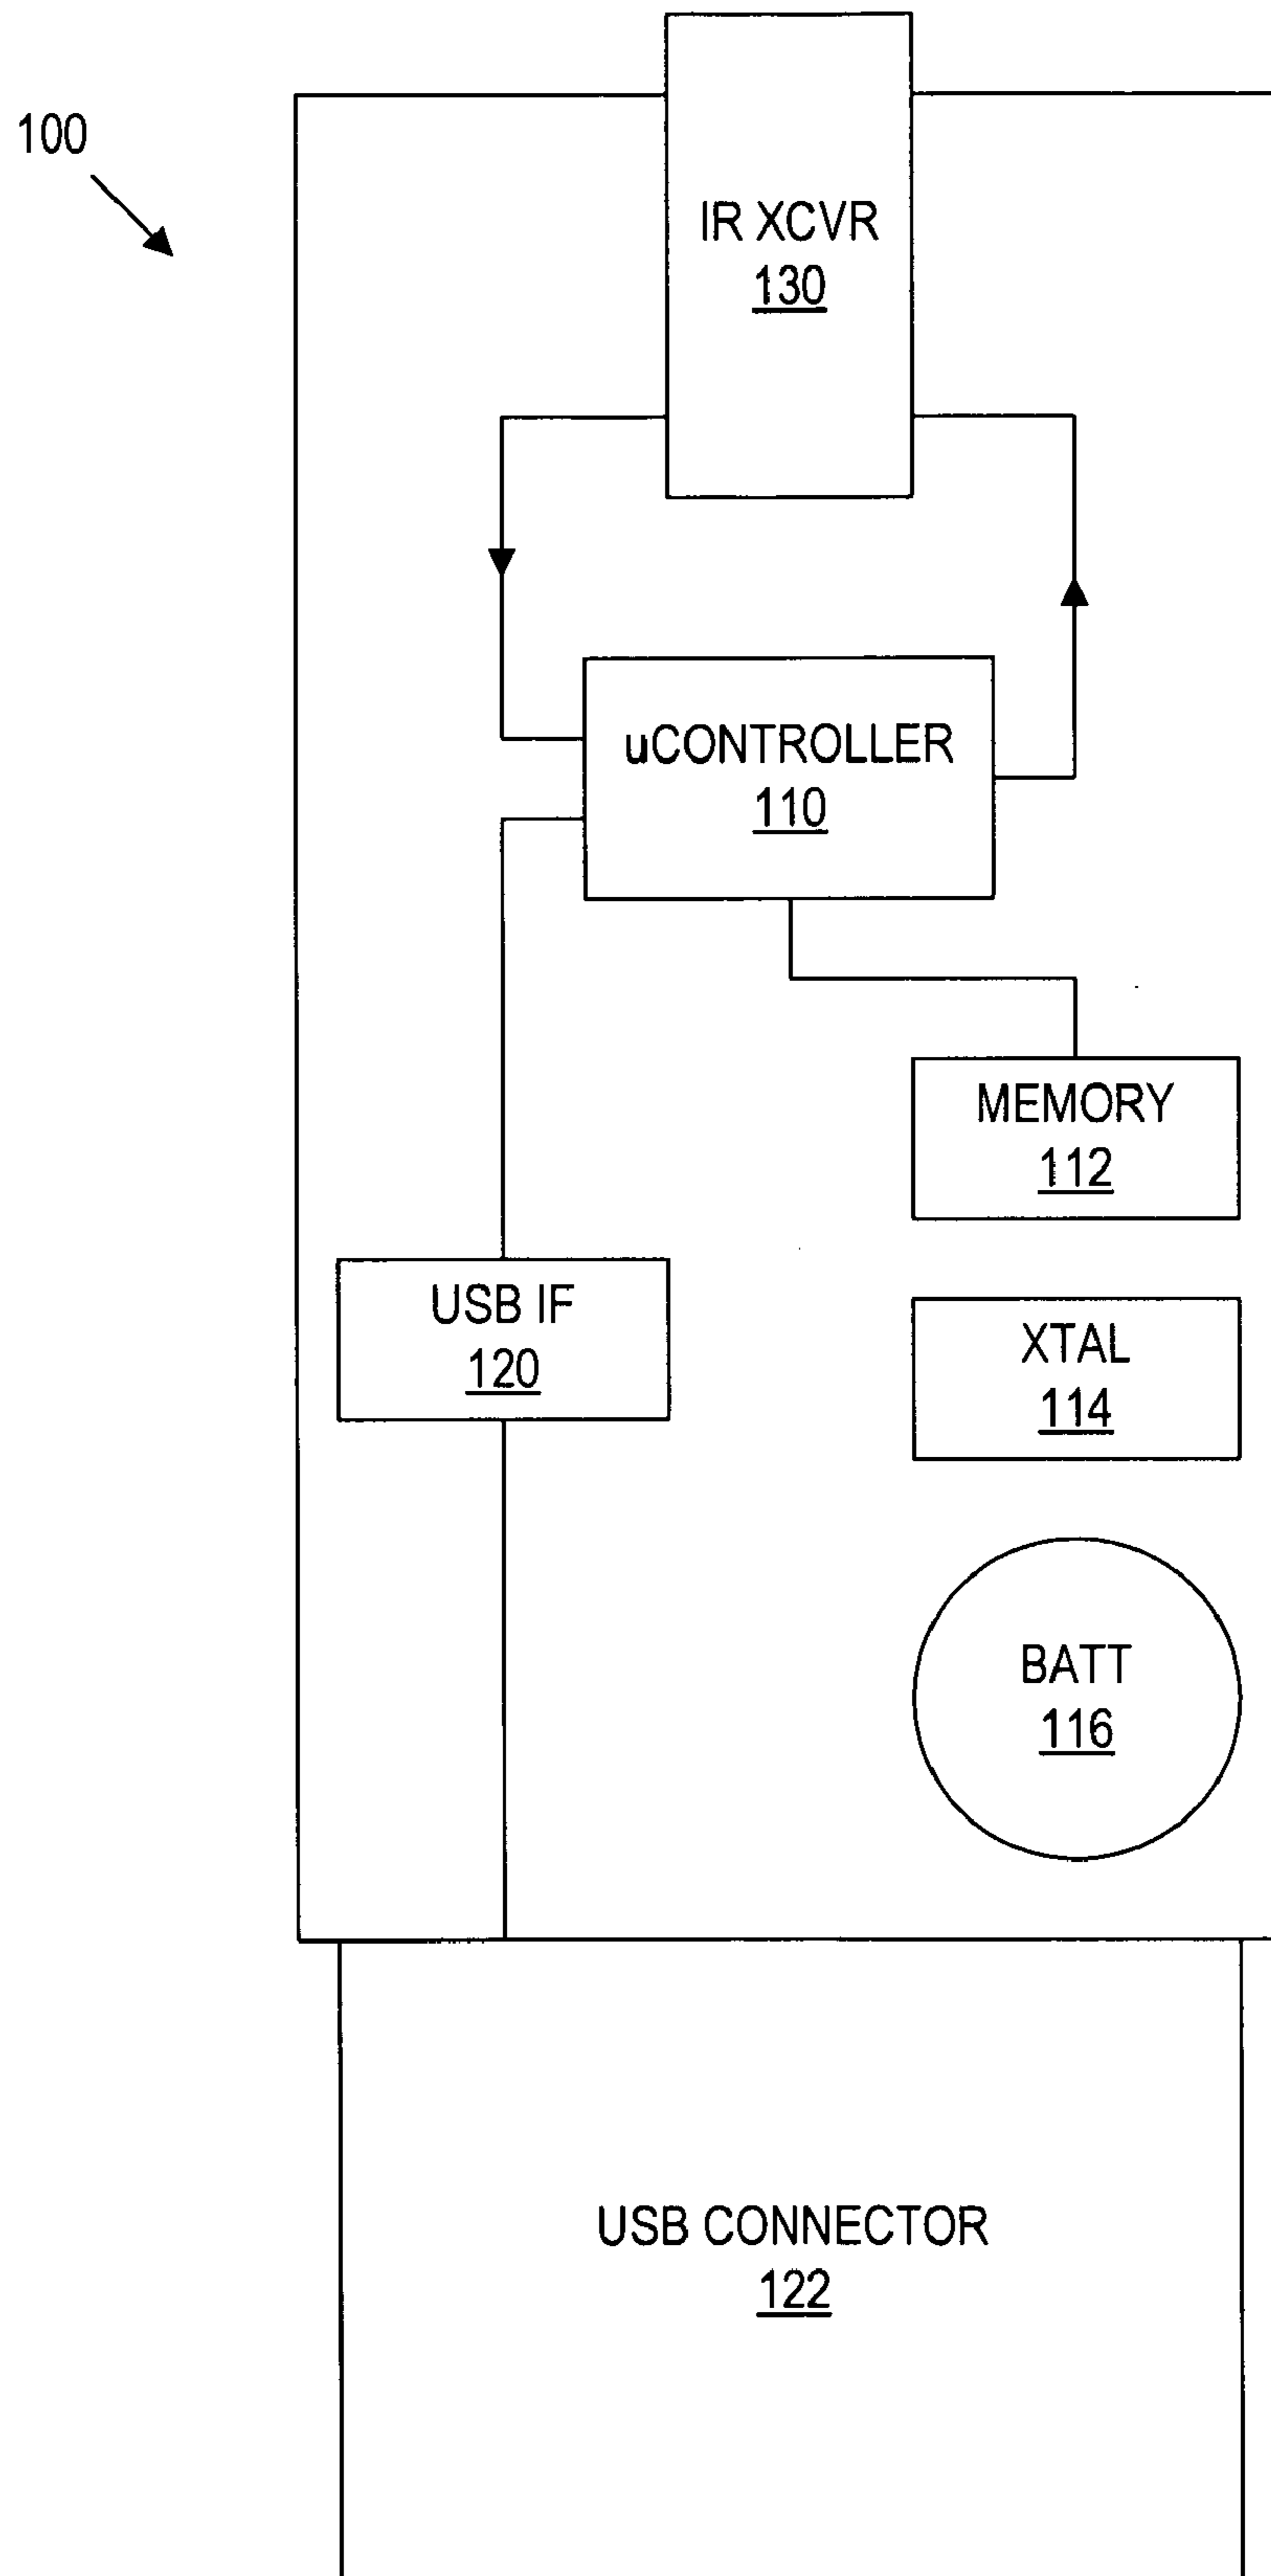 100
IR XCVR
130
uCONTROLLER
110
MEMORY
112
USB IF
120
XTAL
114
BATT
116
USB CONNECTOR
122